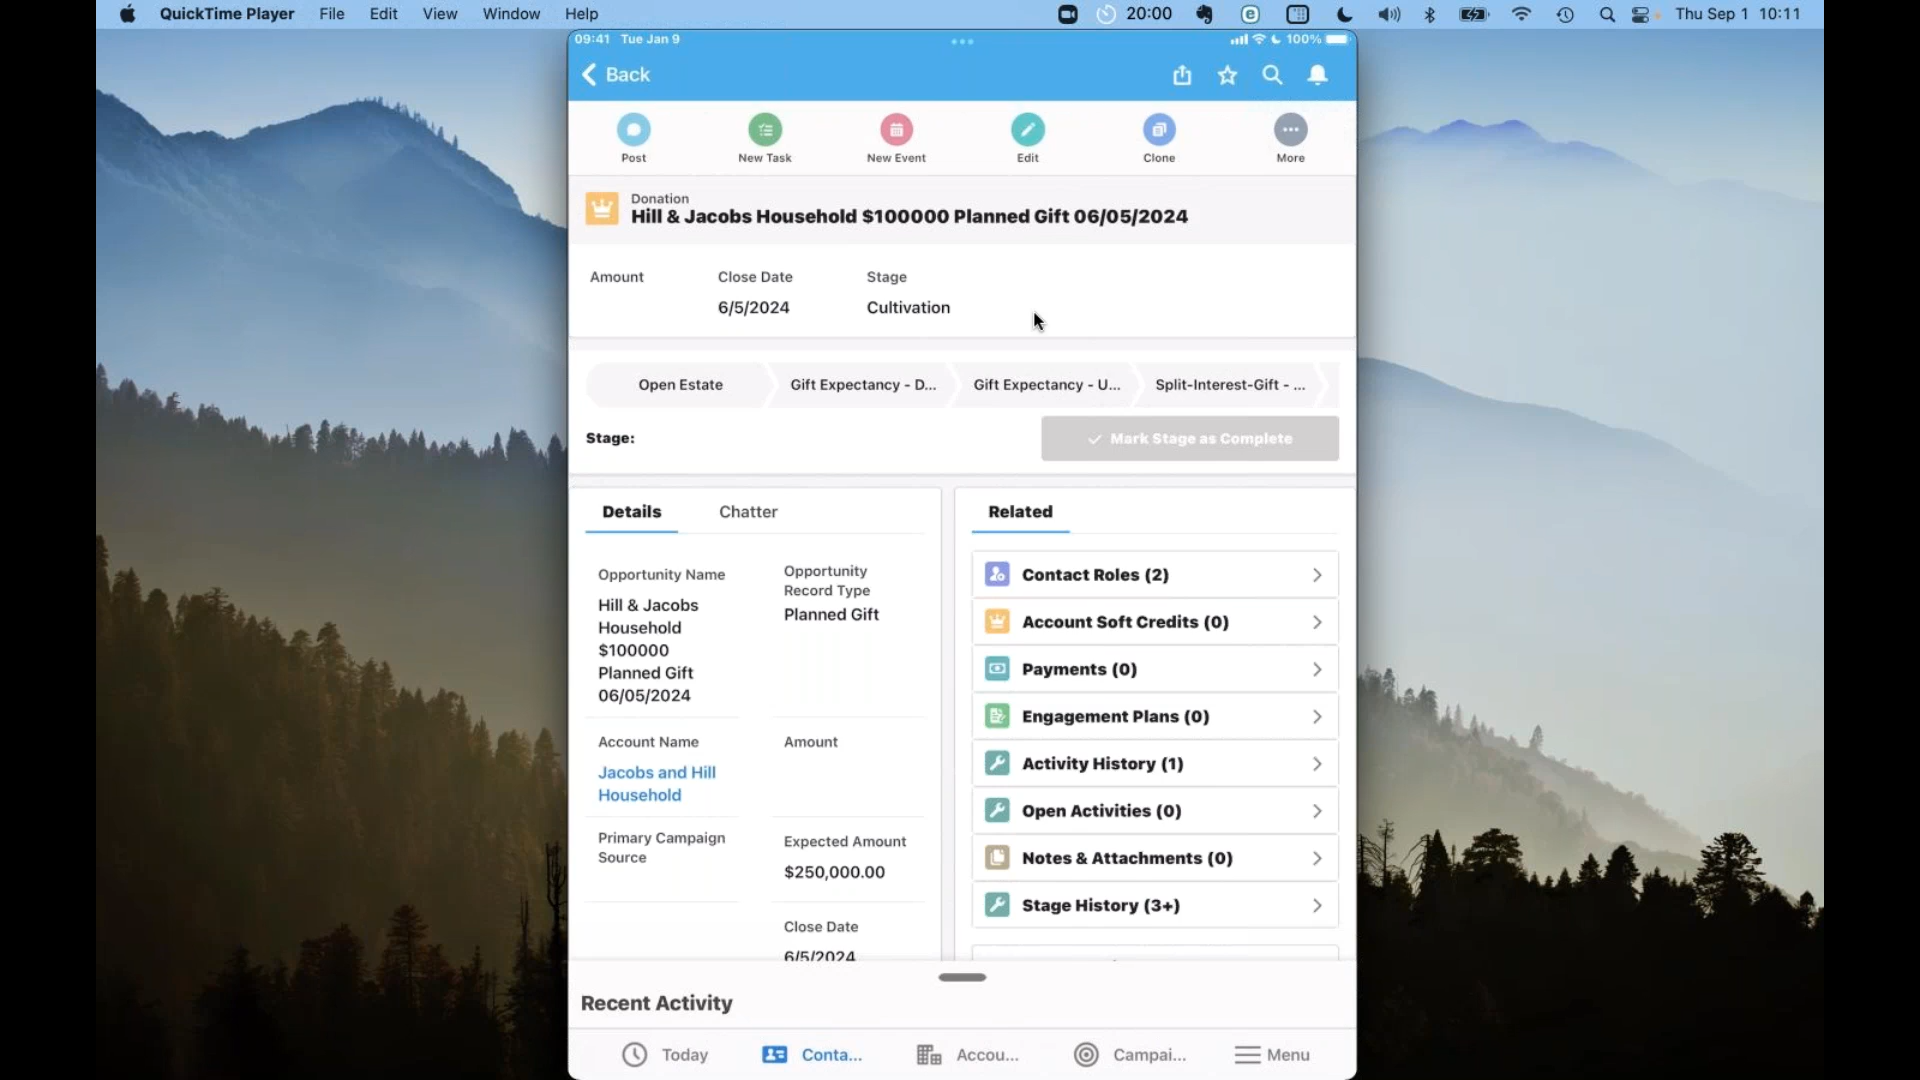 QuickTime Player File Edit View Window Help 20:00 Thu Sep 1 10:11
09:41 Tue Jan 9 100%
Back
Post New Task New Event Edit Clone More
Donation
Hill & Jacobs Household $100000 Planned Gift 06/05/2024
Amount Close Date Stage
6/5/2024 Cultivation
Open Estate Gift Expectancy - D... Gift Expectancy - U... Split-Interest-Gift - ...
Stage: Mark Stage as Complete
Details Chatter
Opportunity Name
Hill & Jacobs
Household
$100000
Planned Gift
06/05/2024
Opportunity
Record Type
Planned Gift
Account Name
Jacobs and Hill
Household
Amount
Primary Campaign
Source
Expected Amount
$250,000.00
Close Date
6/5/2024
Related
Contact Roles (2)
Account Soft Credits (0)
Payments (0)
Engagement Plans (0)
Activity History (1)
Open Activities (0)
Notes & Attachments (0)
Stage History (3+)
Recent Activity
Today Conta... Accou... Campai... Menu